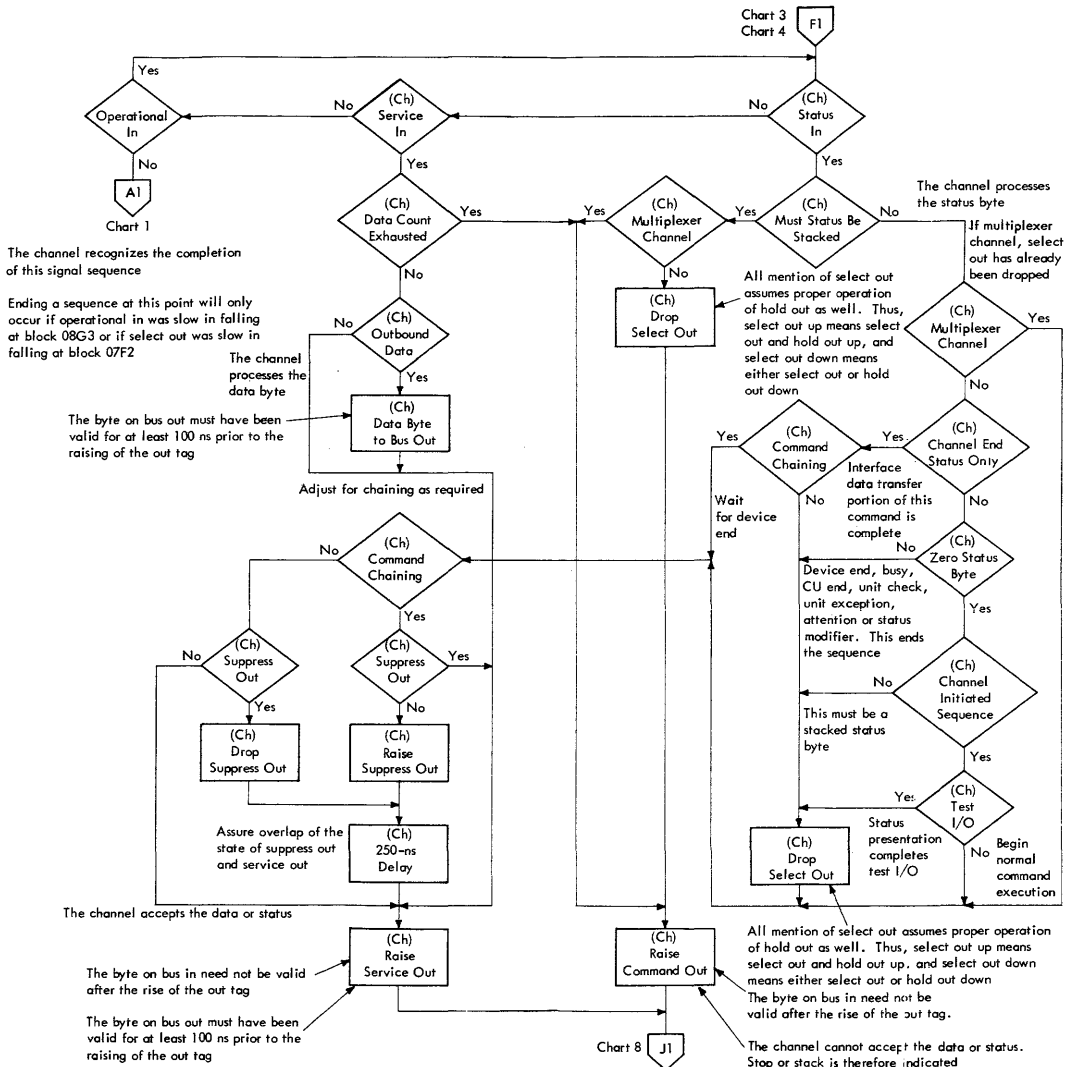 Chart 3
Chart 4
F1
Yes
Operational
In
No
A1
Chart 1
No
(Ch)
Service
In
Yes
No
(Ch)
Status
In
Yes
(Ch)
Data Count
Exhausted
Yes
No
Yes
(Ch)
Multiplexer
Channel
No
Yes
(Ch)
Must Status Be
Stacked
No
The channel processes
the status byte
If multiplexer
channel, select
out has already
been dropped
The channel recognizes the completion
of this signal sequence
Ending a sequence at this point will only
occur if operational in was slow in falling
at block 08G3 or if select out was slow in
falling at block 07F2
(Ch)
Drop
Select Out
All mention of select out
assumes proper operation
of hold out as well. Thus,
select out up means select
out and hold out up, and
select out down means
either select out or hold
out down
(Ch)
Multiplexer
Channel
Yes
No
(Ch)
Outbound
Data
No
Yes
The channel
processes the
data byte
(Ch)
Data Byte
to Bus Out
The byte on bus out must have been
valid for at least 100 ns prior to the
raising of the out tag
Adjust for chaining as required
Yes
(Ch)
Command
Chaining
No
Yes
(Ch)
Channel End
Status Only
No
Interface
data transfer
portion of this
command is
complete
Wait
for device
end
No
(Ch)
Command
Chaining
Yes
No
(Ch)
Zero Status
Byte
Yes
Device end, busy,
CU end, unit check,
unit exception,
attention or status
modifier. This ends
the sequence
No
(Ch)
Suppress
Out
Yes
(Ch)
Suppress
Out
Yes
No
No
(Ch)
Channel
Initiated
Sequence
Yes
This must be a
stacked status
byte
(Ch)
Drop
Suppress Out
(Ch)
Raise
Suppress Out
Assure overlap of the
state of suppress out
and service out
(Ch)
250-ns
Delay
Yes
(Ch)
Test
I/O
No
Status
presentation
completes
test I/O
Begin
normal
command
execution
(Ch)
Drop
Select Out
The channel accepts the data or status
(Ch)
Raise
Service Out
(Ch)
Raise
Command Out
All mention of select out assumes proper operation
of hold out as well. Thus, select out up means
select out and hold out up, and select out down
means either select out or hold out down
The byte on bus in need not be valid
after the rise of the out tag
The byte on bus in need not be
valid after the rise of the out tag.
The byte on bus out must have been
valid for at least 100 ns prior to the
raising of the out tag
Chart 8
J1
The channel cannot accept the data or status.
Stop or stack is therefore indicated